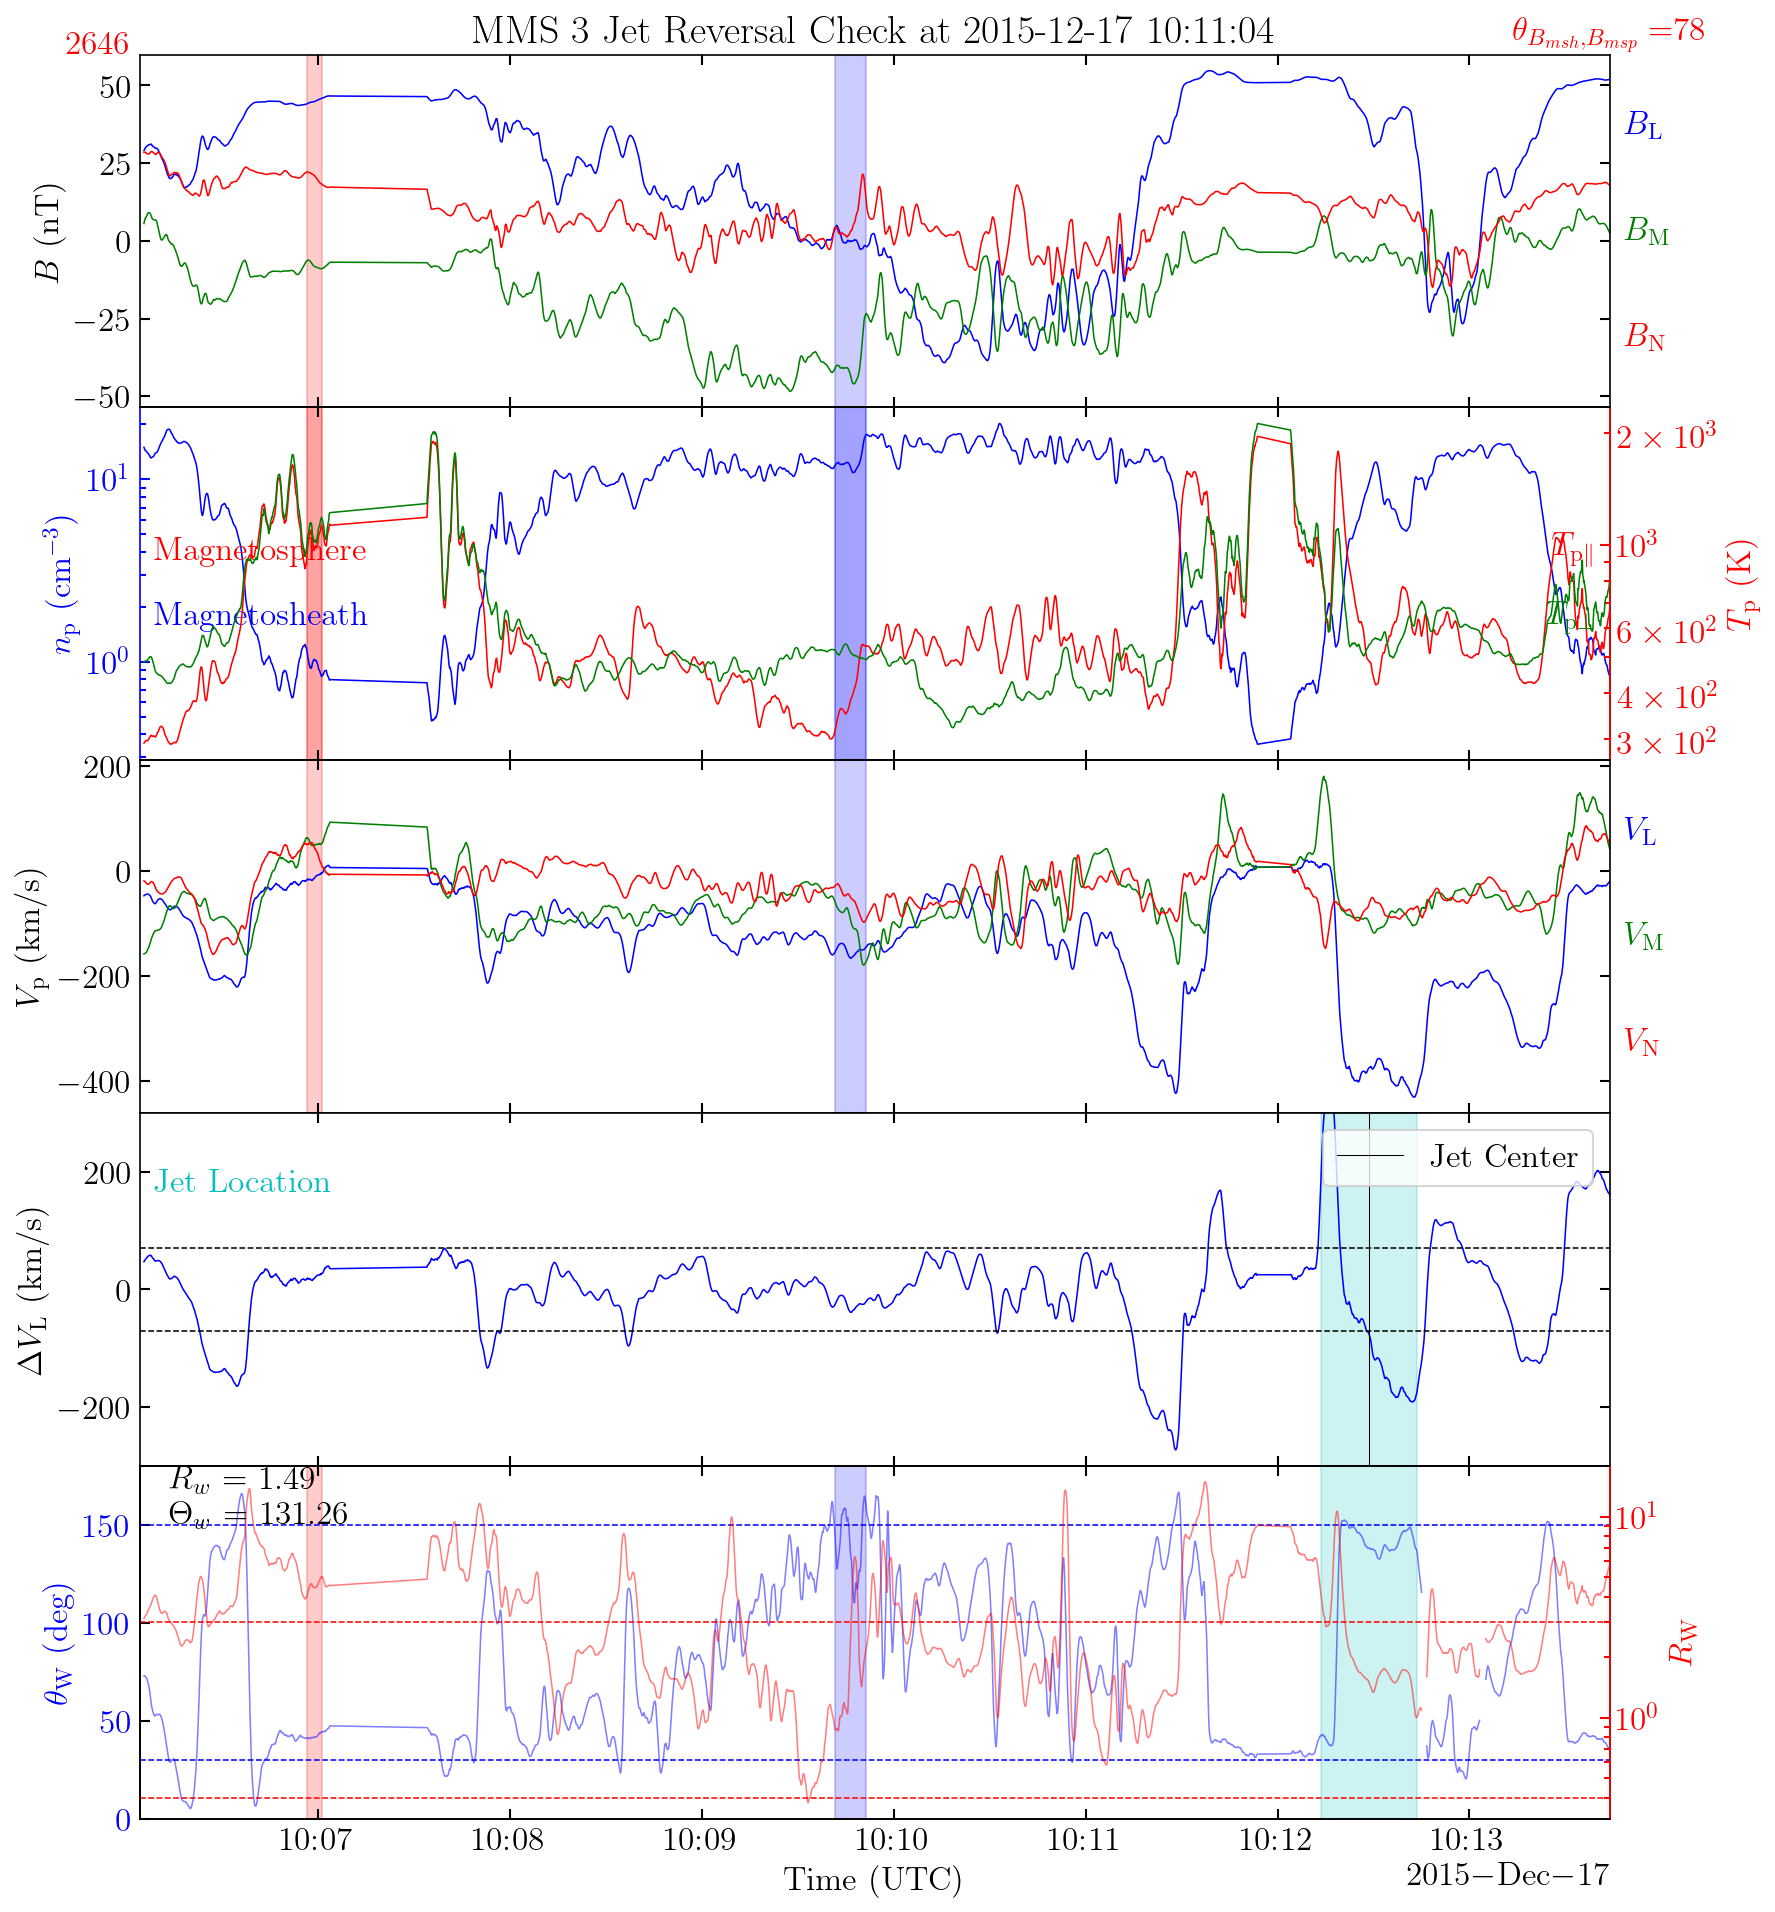 MMS 3 Jet Reversal Check at 2015-12-17 10:11:04
2646
θ_{B_{msh},B_{msp}} =78
50
25
0
−25
−50
B (nT)
B_L
B_M
B_N
10^1
10^0
n_p (cm^{−3})
Magnetosphere
Magnetosheath
T_{p∥}
T_{p⊥}
2 × 10^3
10^3
6 × 10^2
4 × 10^2
3 × 10^2
T_p (K)
200
0
−200
−400
V_p (km/s)
V_L
V_M
V_N
Jet Location
Jet Center
200
0
−200
ΔV_L (km/s)
R_w = 1.49
Θ_w = 131.26
150
100
50
0
θ_W (deg)
10^1
10^0
R_W
10:07
10:08
10:09
10:10
10:11
10:12
10:13
Time (UTC)
2015−Dec−17